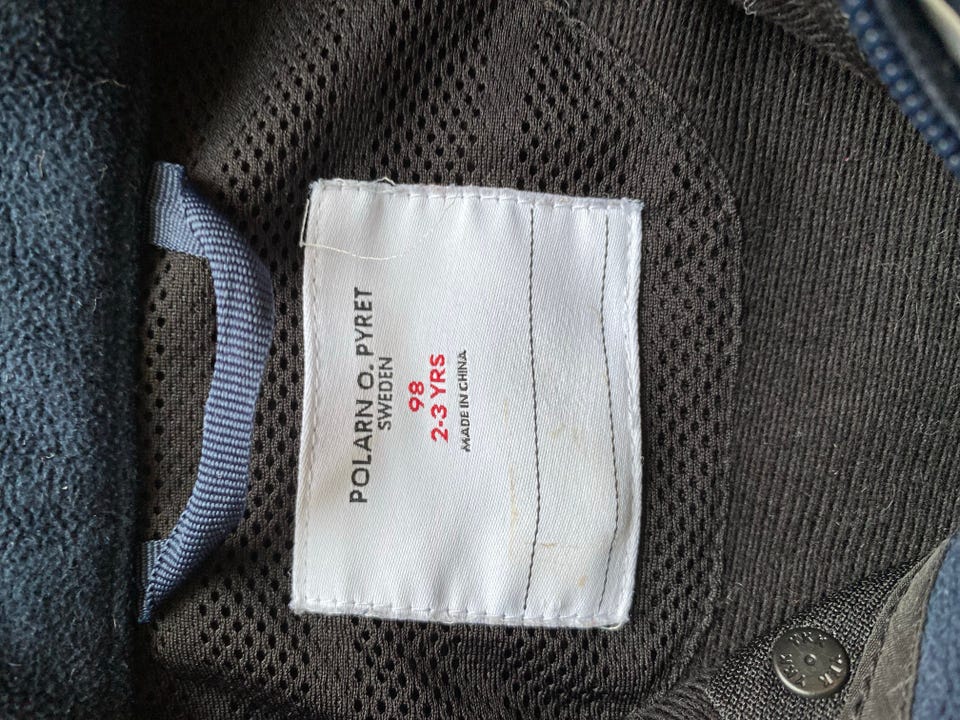 POLARN O. PYRET
SWEDEN
98
2-3 YRS
MADE IN CHINA